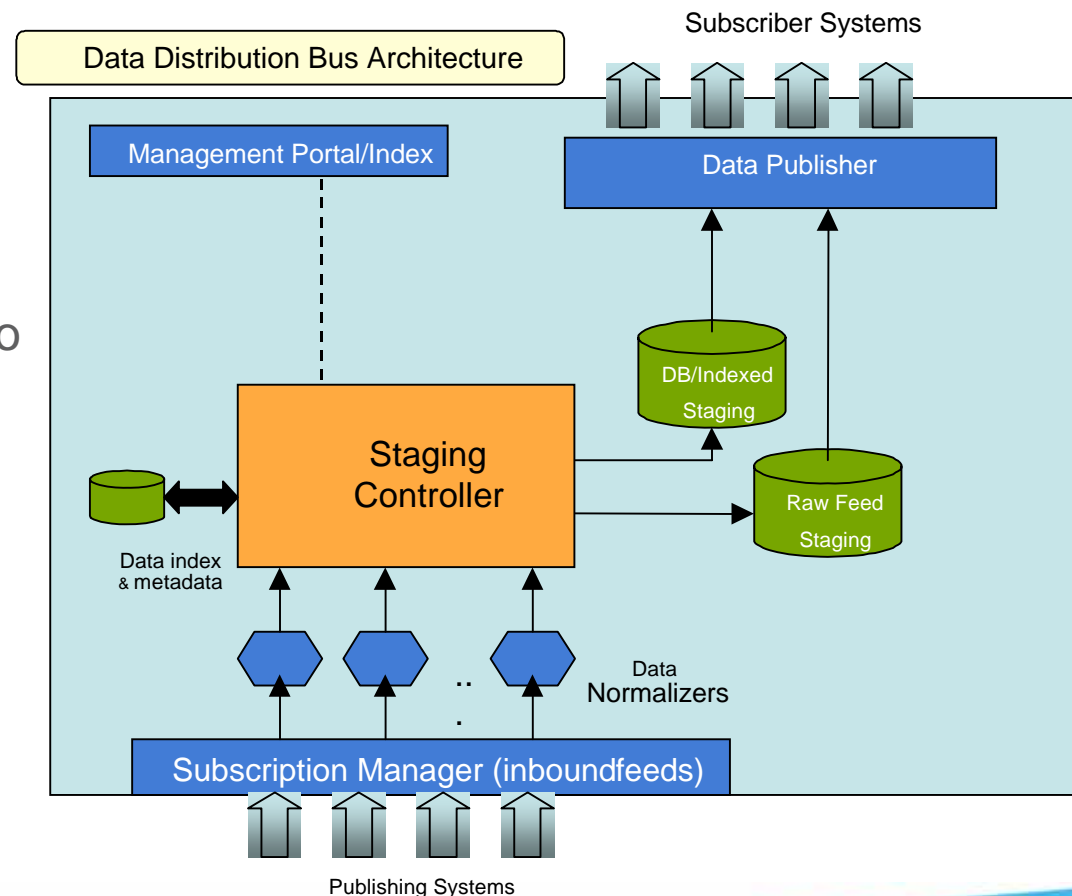 Subscriber Systems
Data Distribution Bus Architecture
Management Portal/Index
Data Publisher
o
DB/Indexed
Staging
Staging
Controller
Raw Feed
Staging
Data index
& metadata
..
.
Data
Normalizers
Subscription Manager (inboundfeeds)
Publishing Systems